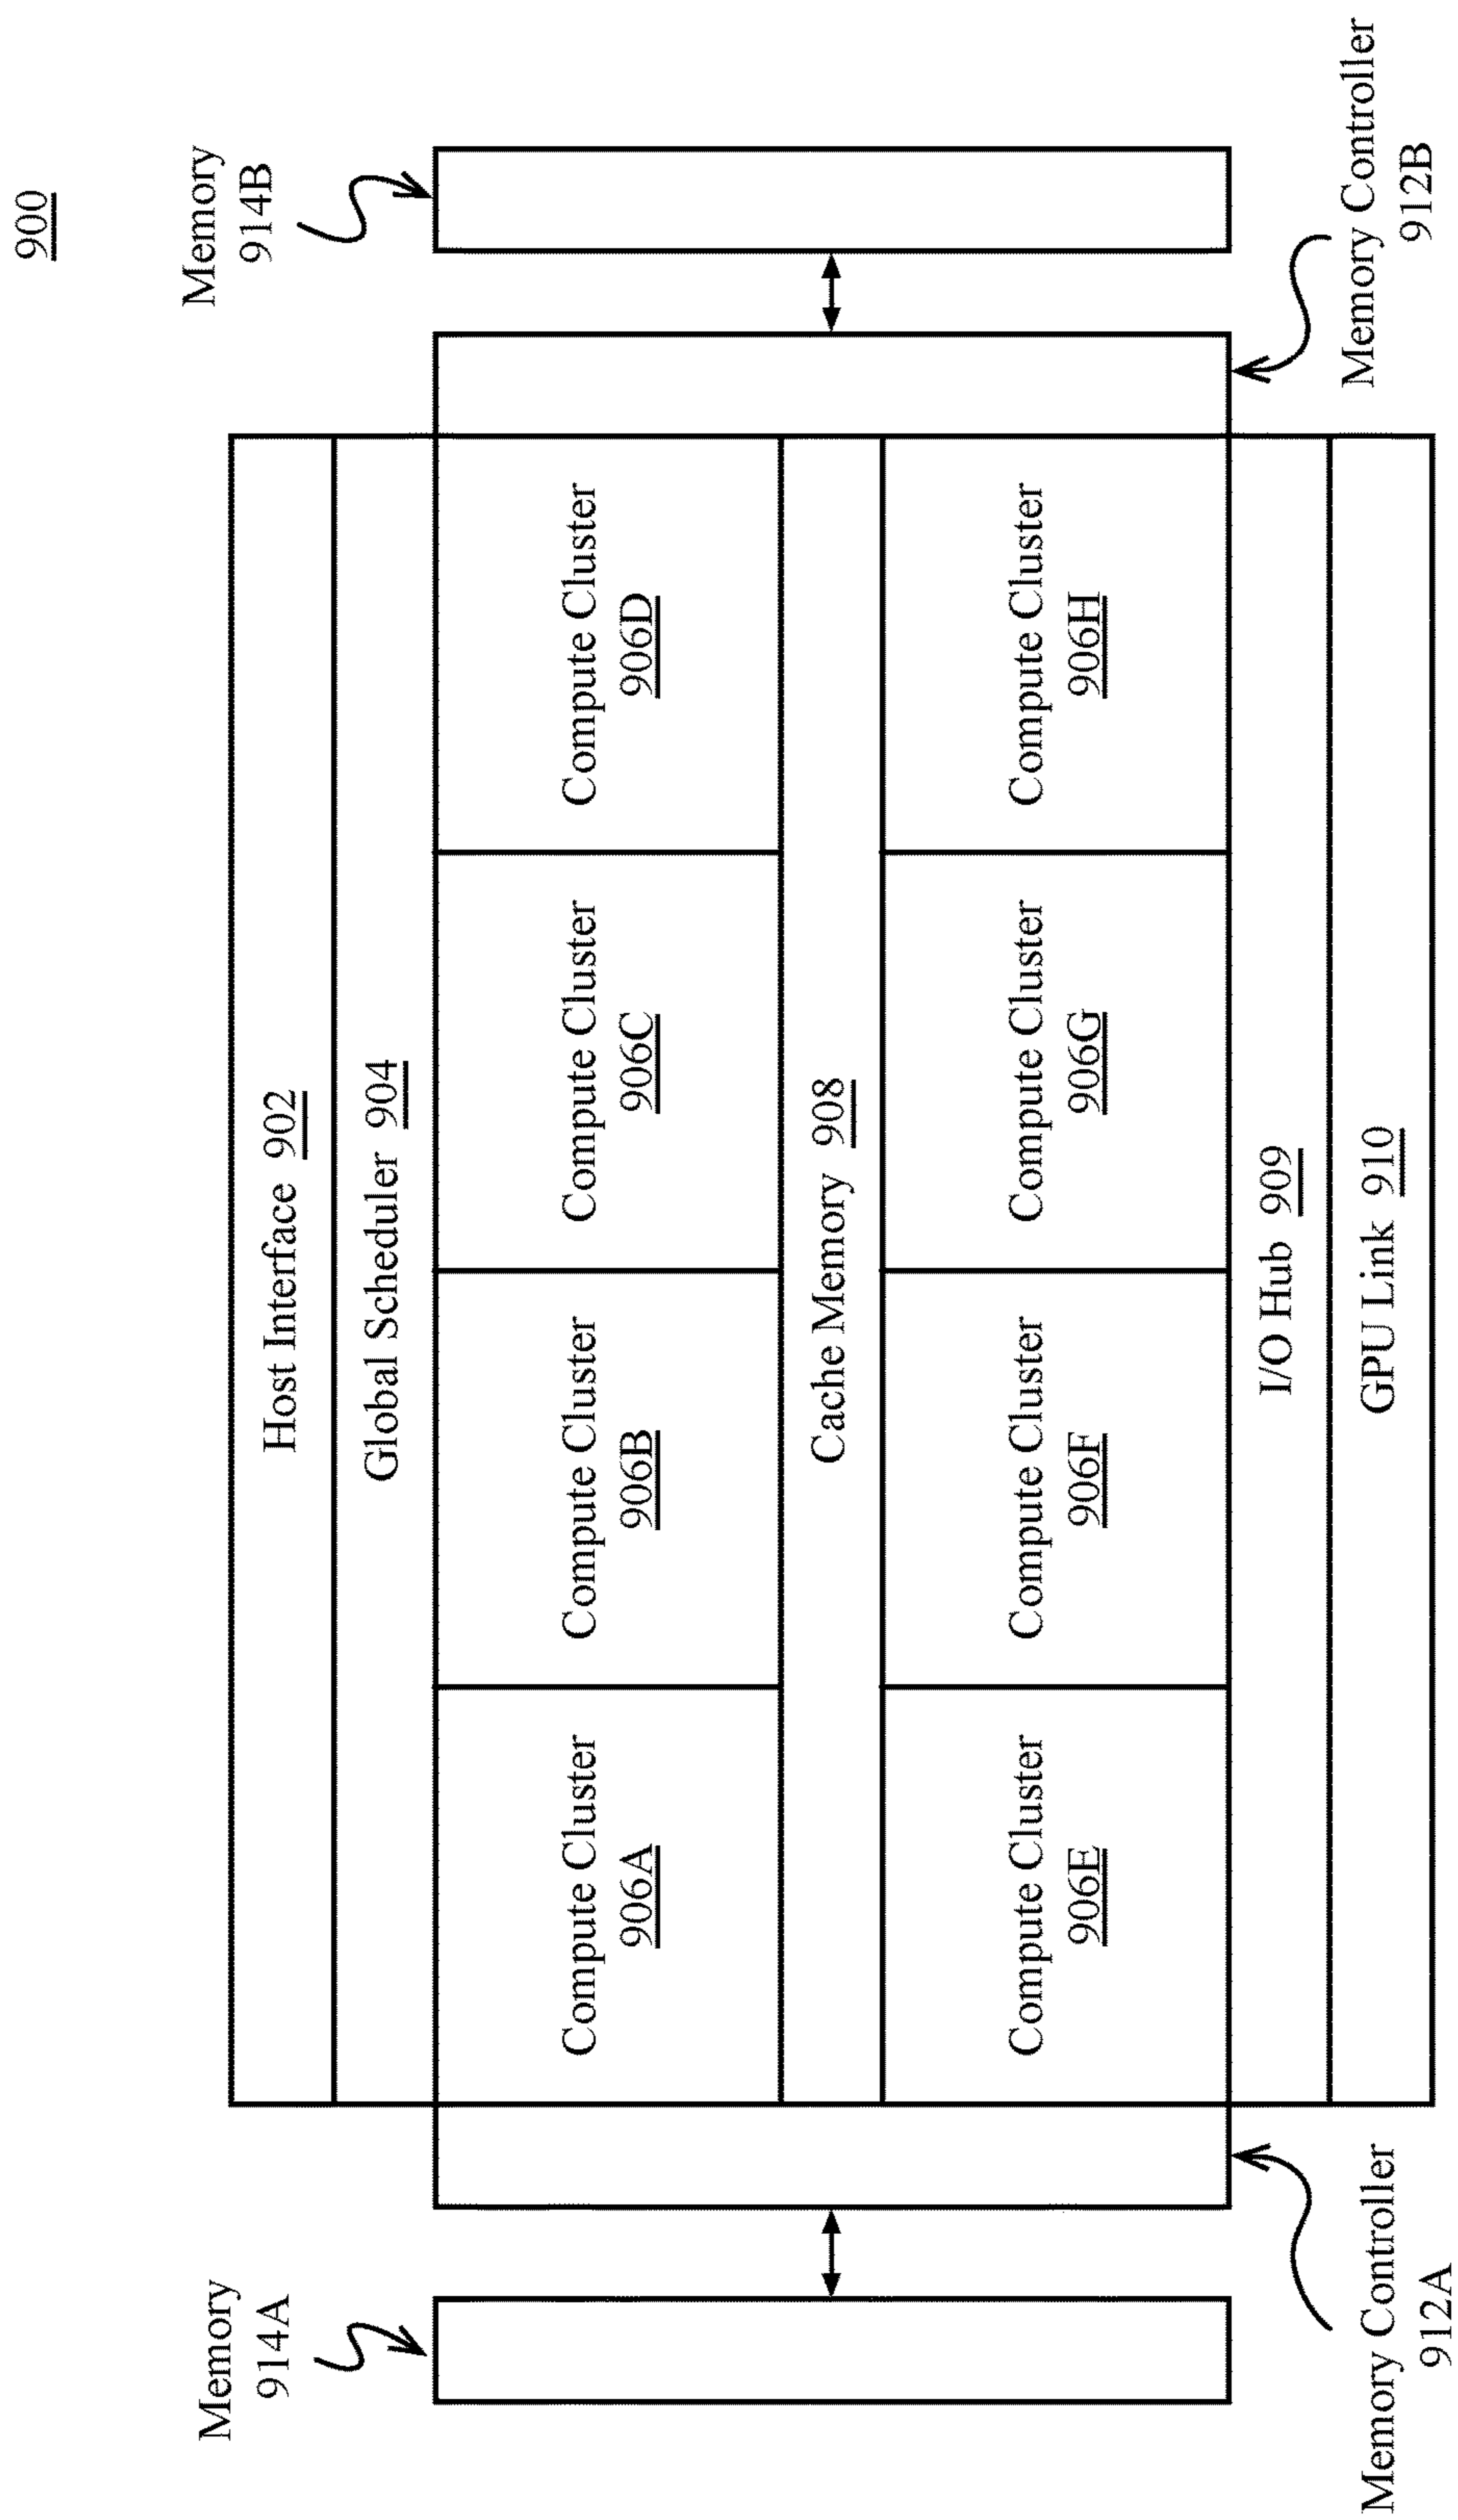 900
Memory
914A
Memory
914B
Host Interface 902
Global Scheduler 904
Compute Cluster
906A
Compute Cluster
906B
Compute Cluster
906C
Compute Cluster
906D
Cache Memory 908
Compute Cluster
906E
Compute Cluster
906F
Compute Cluster
906G
Compute Cluster
906H
I/O Hub 909
GPU Link 910
Memory Controller
912A
Memory Controller
912B